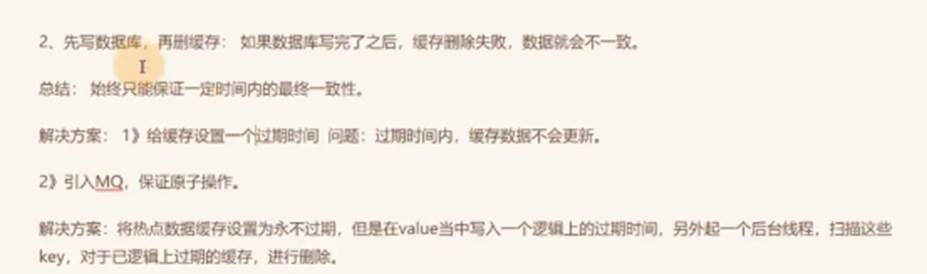 2、先写数据库，再删缓存： 如果数据库写完了之后，缓存删除失败，数据就会不一致。
总结： 始终只能保证一定时间内的最终一致性。
解决方案： 1》给缓存设置一个过期时间 问题：过期时间内，缓存数据不会更新。
2》引入MQ，保证原子操作。
解决方案：将热点数据缓存设置为永不过期，但是在value当中写入一个逻辑上的过期时间，另外起一个后台线程，扫描这些
key，对于已逻辑上过期的缓存，进行删除。